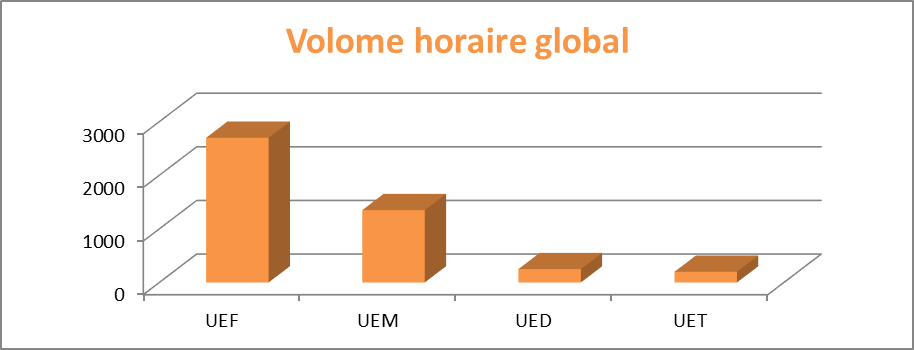 Volome horaire global
3000
2000
1000
0
UEF UEM UED UET